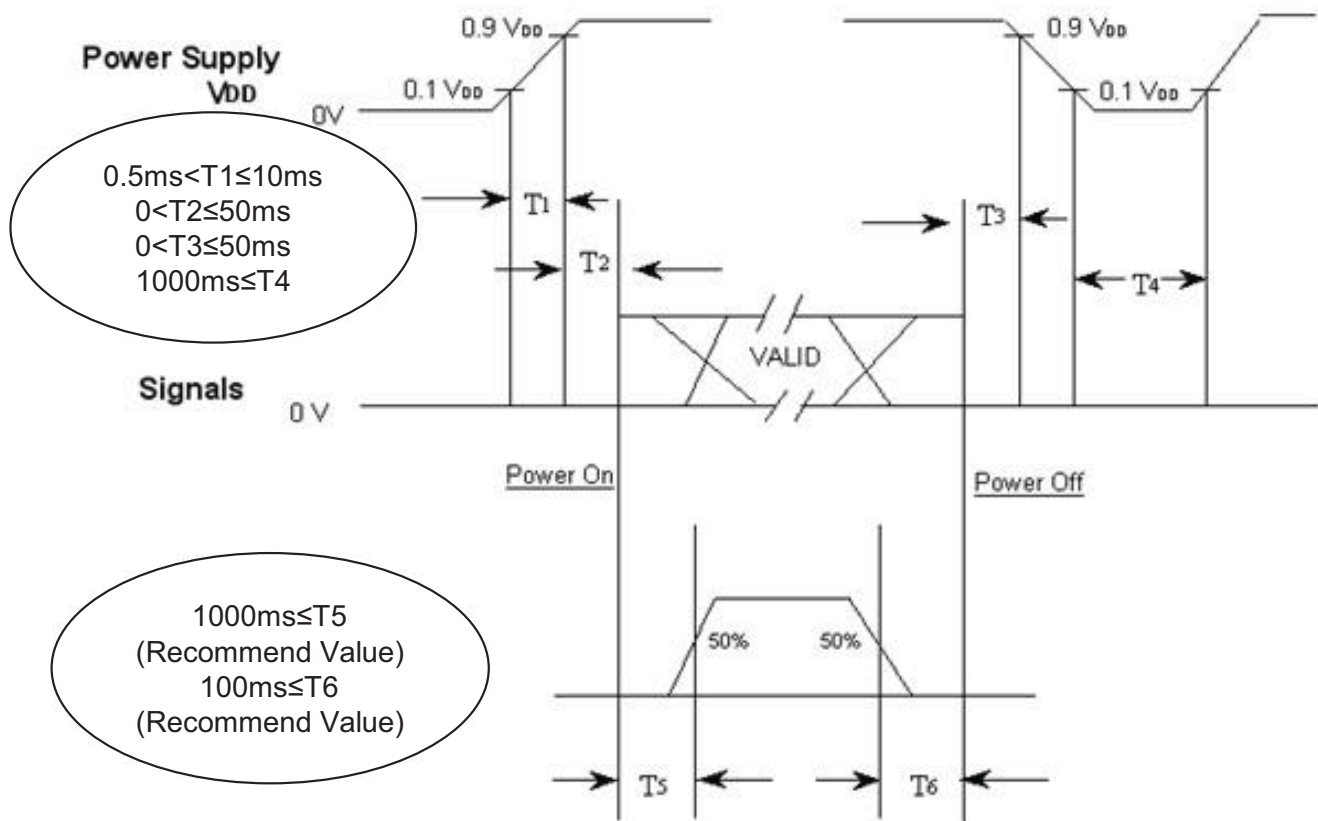 0.9 VDD
0.9 VDD
Power Supply
VDD
0.1 VDD
0.1 VDD
0V
0.5ms<T1≤10ms
0<T2≤50ms
0<T3≤50ms
1000ms≤T4
T1
T3
T2
T4
VALID
Signals
0 V
Power On
Power Off
1000ms≤T5
(Recommend Value)
100ms≤T6
(Recommend Value)
50%
50%
T5
T6